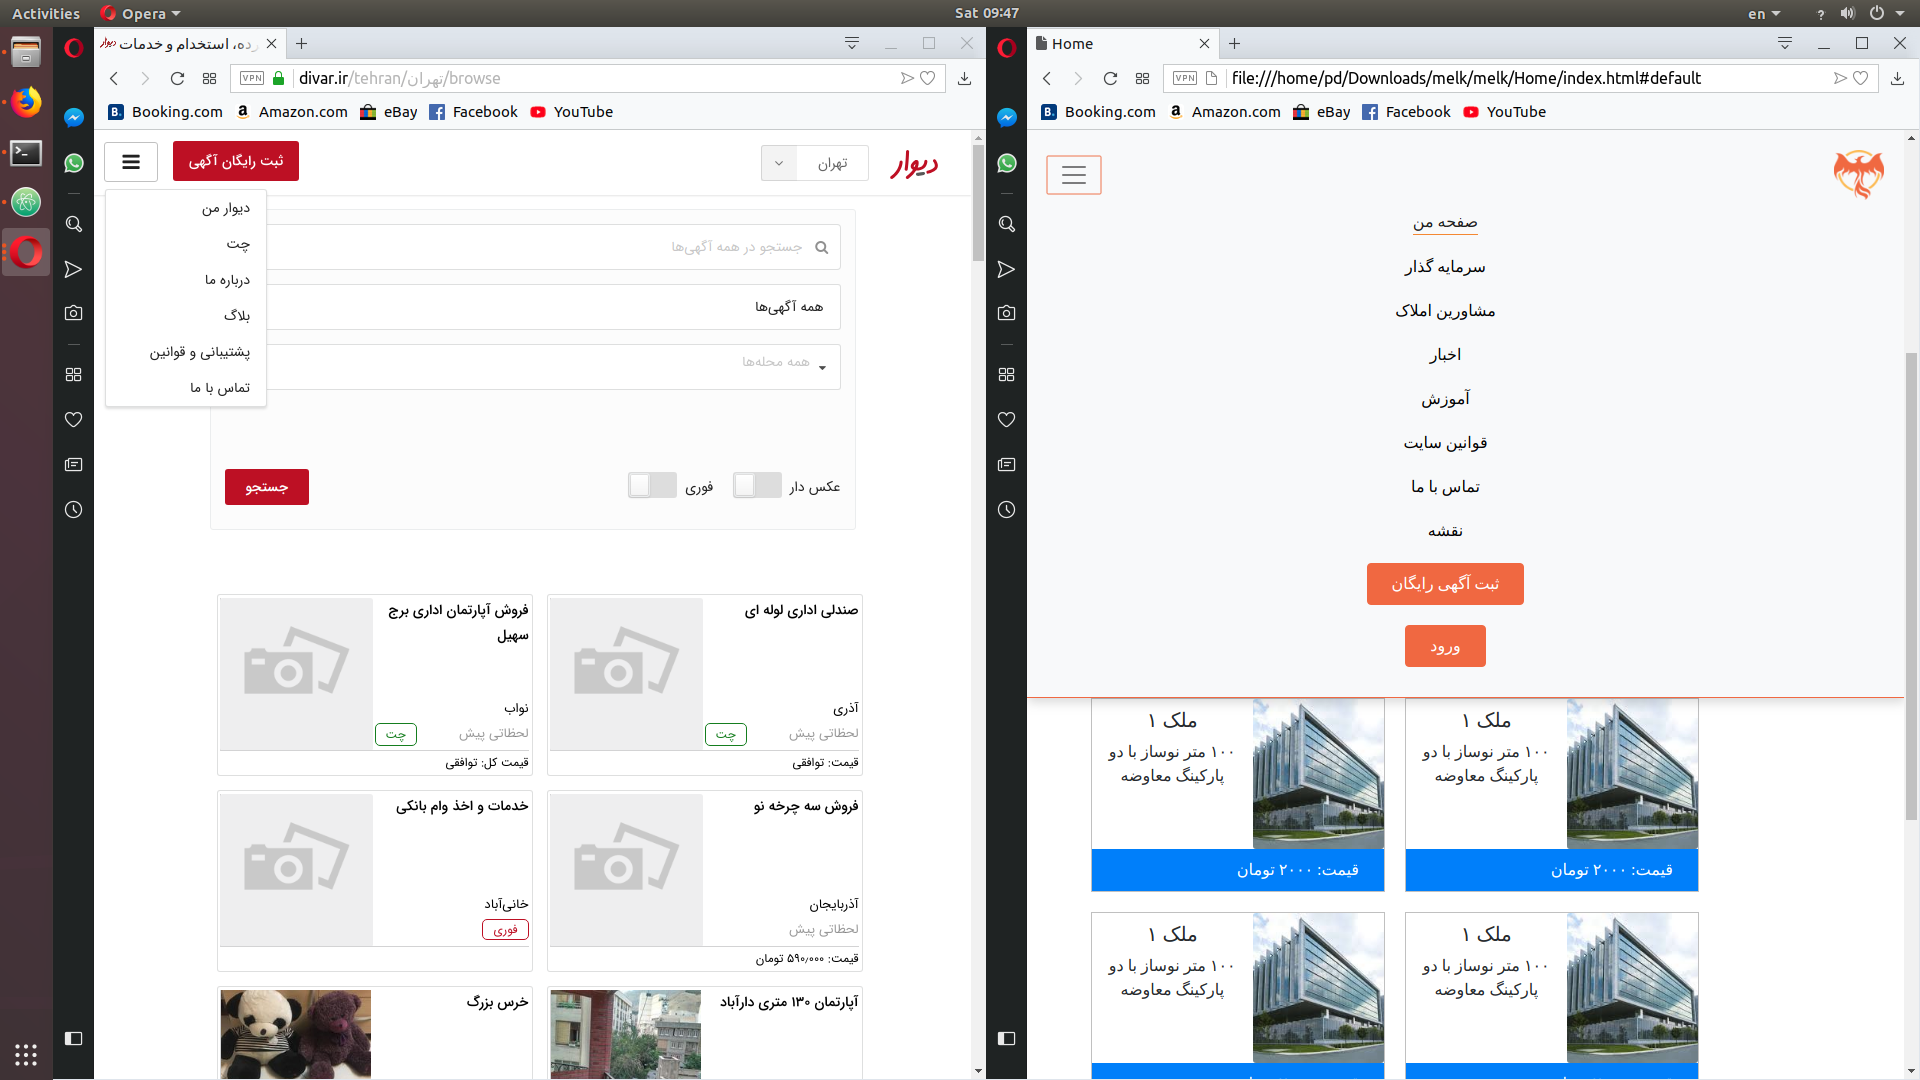 Activities
Opera
Sat 09:47
en
رده، استخدام و خدمات
دیوار
VPN
divar.ir/tehran/تهران/browse
Booking.com
Amazon.com
eBay
Facebook
YouTube
ثبت رایگان آگهی
تهران
دیوار
دیوار من
چت
درباره ما
بلاگ
پشتیبانی و قوانین
تماس با ما
جستجو در همه آگهی‌ها
همه آگهی‌ها
همه محله‌ها
عکس دار
فوری
جستجو
صندلی اداری لوله ای
آذری
لحظاتی پیش
چت
قیمت: توافقی
فروش آپارتمان اداری برج
سهیل
نواب
لحظاتی پیش
چت
قیمت کل: توافقی
فروش سه چرخه نو
آذربایجان
لحظاتی پیش
قیمت: ۵۹۰٫۰۰۰ تومان
خدمات و اخذ وام بانکی
خانی‌آباد
فوری
آپارتمان ۱۳۰ متری دارآباد
خرس بزرگ
Home
VPN
file:///home/pd/Downloads/melk/melk/Home/index.html#default
Booking.com
Amazon.com
eBay
Facebook
YouTube
صفحه من
سرمایه گذار
مشاورین املاک
اخبار
آموزش
قوانین سایت
تماس با ما
نقشه
ثبت آگهی رایگان
ورود
ملک ۱
۱۰۰ متر نوساز با دو
پارکینگ معاوضه
قیمت: ۲۰۰۰ تومان
ملک ۱
۱۰۰ متر نوساز با دو
پارکینگ معاوضه
قیمت: ۲۰۰۰ تومان
ملک ۱
۱۰۰ متر نوساز با دو
پارکینگ معاوضه
ملک ۱
۱۰۰ متر نوساز با دو
پارکینگ معاوضه